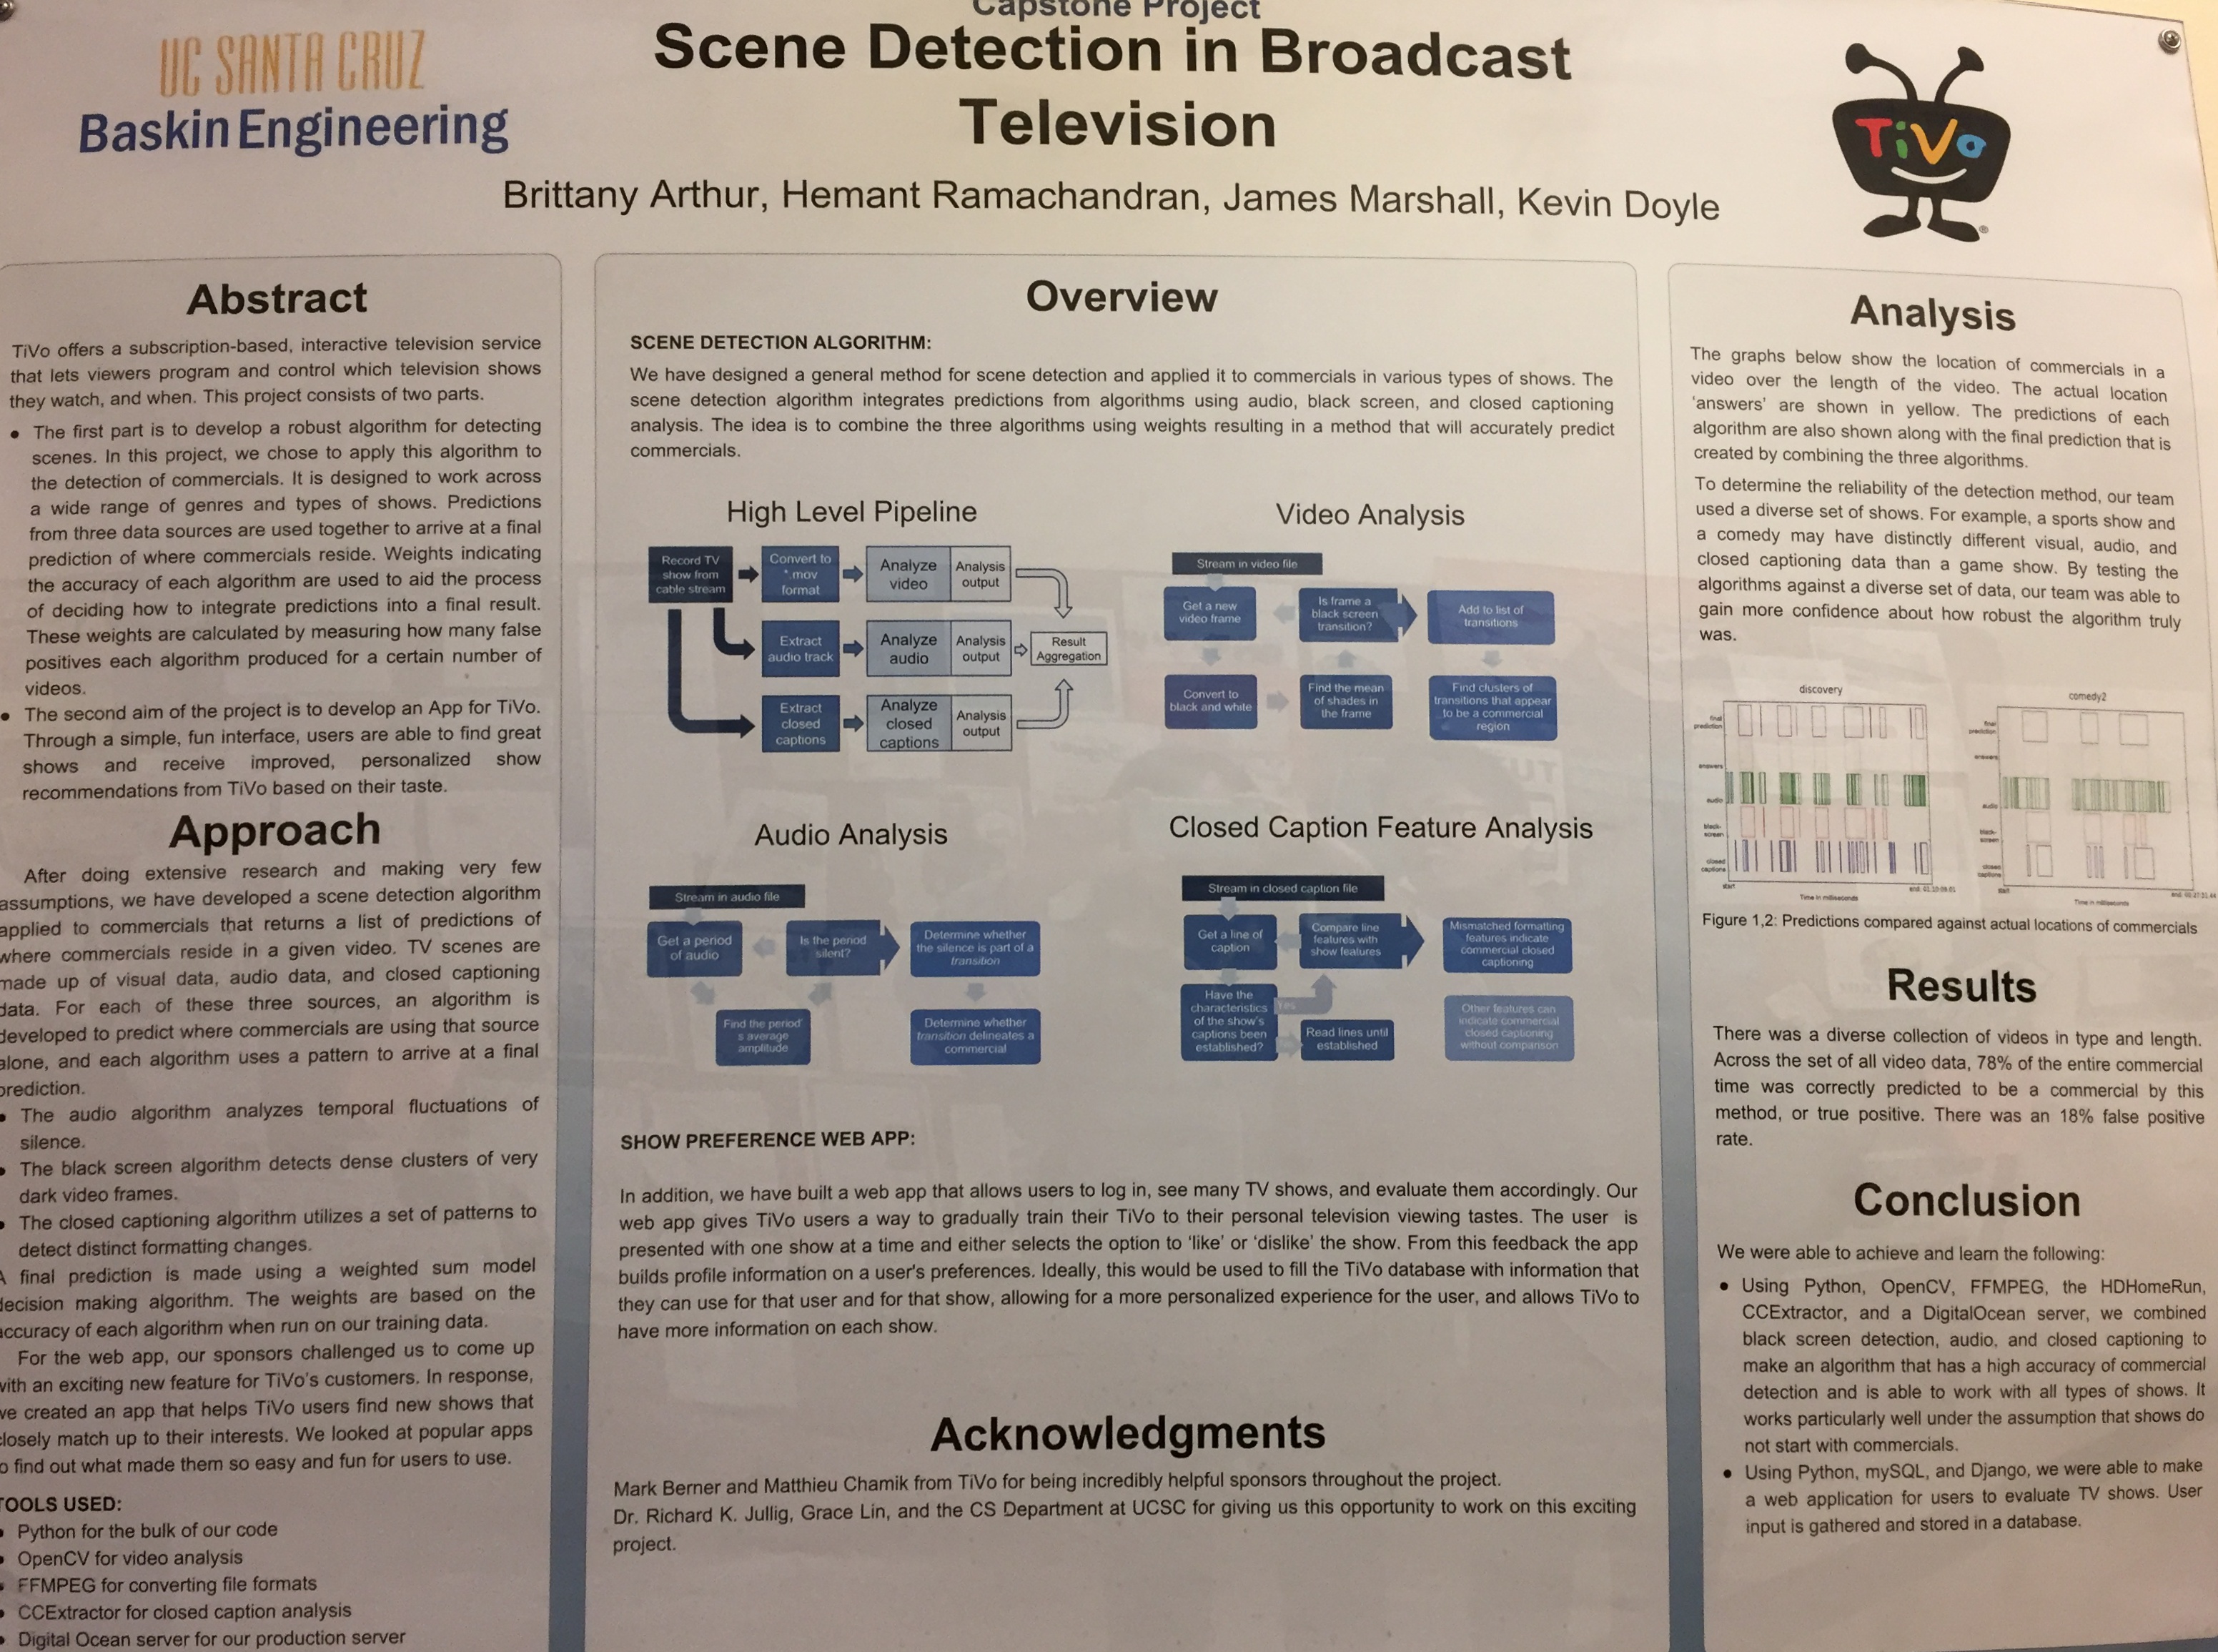 Capstone Project
UC SANTA CRUZ
Baskin Engineering
Scene Detection in Broadcast
Television
Brittany Arthur, Hemant Ramachandran, James Marshall, Kevin Doyle
TiVo
®
Abstract
TiVo offers a subscription-based, interactive television service
that lets viewers program and control which television shows
they watch, and when. This project consists of two parts.
• The first part is to develop a robust algorithm for detecting
scenes. In this project, we chose to apply this algorithm to
the detection of commercials. It is designed to work across
a wide range of genres and types of shows. Predictions
from three data sources are used together to arrive at a final
prediction of where commercials reside. Weights indicating
the accuracy of each algorithm are used to aid the process
of deciding how to integrate predictions into a final result.
These weights are calculated by measuring how many false
positives each algorithm produced for a certain number of
videos.
• The second aim of the project is to develop an App for TiVo.
Through a simple, fun interface, users are able to find great
shows and receive improved, personalized show
recommendations from TiVo based on their taste.
Approach
After doing extensive research and making very few
assumptions, we have developed a scene detection algorithm
applied to commercials that returns a list of predictions of
where commercials reside in a given video. TV scenes are
made up of visual data, audio data, and closed captioning
data. For each of these three sources, an algorithm is
developed to predict where commercials are using that source
alone, and each algorithm uses a pattern to arrive at a final
prediction.
• The audio algorithm analyzes temporal fluctuations of
silence.
• The black screen algorithm detects dense clusters of very
dark video frames.
• The closed captioning algorithm utilizes a set of patterns to
detect distinct formatting changes.
A final prediction is made using a weighted sum model
decision making algorithm. The weights are based on the
accuracy of each algorithm when run on our training data.
For the web app, our sponsors challenged us to come up
with an exciting new feature for TiVo's customers. In response,
we created an app that helps TiVo users find new shows that
closely match up to their interests. We looked at popular apps
to find out what made them so easy and fun for users to use.
TOOLS USED:
• Python for the bulk of our code
• OpenCV for video analysis
• FFMPEG for converting file formats
• CCExtractor for closed caption analysis
• Digital Ocean server for our production server
Overview
SCENE DETECTION ALGORITHM:
We have designed a general method for scene detection and applied it to commercials in various types of shows. The
scene detection algorithm integrates predictions from algorithms using audio, black screen, and closed captioning
analysis. The idea is to combine the three algorithms using weights resulting in a method that will accurately predict
commercials.
High Level Pipeline
Record TV
show from
cable stream
Convert to
*.mov
format
Analyze
video
Analysis
output
Extract
audio track
Analyze
audio
Analysis
output
Result
Aggregation
Extract
closed
captions
Analyze
closed
captions
Analysis
output
Video Analysis
Stream in video file
Get a new
video frame
Is frame a
black screen
transition?
Add to list of
transitions
Convert to
black and white
Find the mean
of shades in
the frame
Find clusters of
transitions that appear
to be a commercial
region
Audio Analysis
Stream in audio file
Get a period
of audio
Is the period
silent?
Determine whether
the silence is part of a
transition
Find the period'
s average
amplitude
Determine whether
transition delineates a
commercial
Closed Caption Feature Analysis
Stream in closed caption file
Get a line of
caption
Compare line
features with
show features
Mismatched formatting
features indicate
commercial closed
captioning
Have the
characteristics
of the show's
captions been
established?
Yes
Read lines until
established
Other features can
indicate commercial
closed captioning
without comparison
SHOW PREFERENCE WEB APP:
In addition, we have built a web app that allows users to log in, see many TV shows, and evaluate them accordingly. Our
web app gives TiVo users a way to gradually train their TiVo to their personal television viewing tastes. The user is
presented with one show at a time and either selects the option to 'like' or 'dislike' the show. From this feedback the app
builds profile information on a user's preferences. Ideally, this would be used to fill the TiVo database with information that
they can use for that user and for that show, allowing for a more personalized experience for the user, and allows TiVo to
have more information on each show.
Acknowledgments
Mark Berner and Matthieu Chamik from TiVo for being incredibly helpful sponsors throughout the project.
Dr. Richard K. Jullig, Grace Lin, and the CS Department at UCSC for giving us this opportunity to work on this exciting
project.
Analysis
The graphs below show the location of commercials in a
video over the length of the video. The actual location
'answers' are shown in yellow. The predictions of each
algorithm are also shown along with the final prediction that is
created by combining the three algorithms.
To determine the reliability of the detection method, our team
used a diverse set of shows. For example, a sports show and
a comedy may have distinctly different visual, audio, and
closed captioning data than a game show. By testing the
algorithms against a diverse set of data, our team was able to
gain more confidence about how robust the algorithm truly
was.
discovery
final
prediction
answers
audio
black-
screen
closed
captions
start
Time in milliseconds
comedy2
final
prediction
answers
audio
black-
screen
closed
captions
start
Time in milliseconds
Figure 1,2: Predictions compared against actual locations of commercials
Results
There was a diverse collection of videos in type and length.
Across the set of all video data, 78% of the entire commercial
time was correctly predicted to be a commercial by this
method, or true positive. There was an 18% false positive
rate.
Conclusion
We were able to achieve and learn the following:
• Using Python, OpenCV, FFMPEG, the HDHomeRun,
CCExtractor, and a DigitalOcean server, we combined
black screen detection, audio, and closed captioning to
make an algorithm that has a high accuracy of commercial
detection and is able to work with all types of shows. It
works particularly well under the assumption that shows do
not start with commercials.
• Using Python, mySQL, and Django, we were able to make
a web application for users to evaluate TV shows. User
input is gathered and stored in a database.